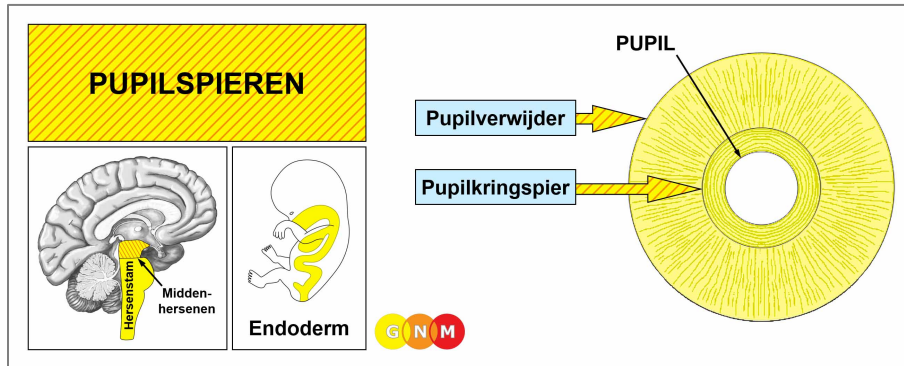 PUPILSPIEREN
Hersenstam
Midden-
hersenen
Endoderm
G N M
PUPIL
Pupilverwijder
Pupilkringspier